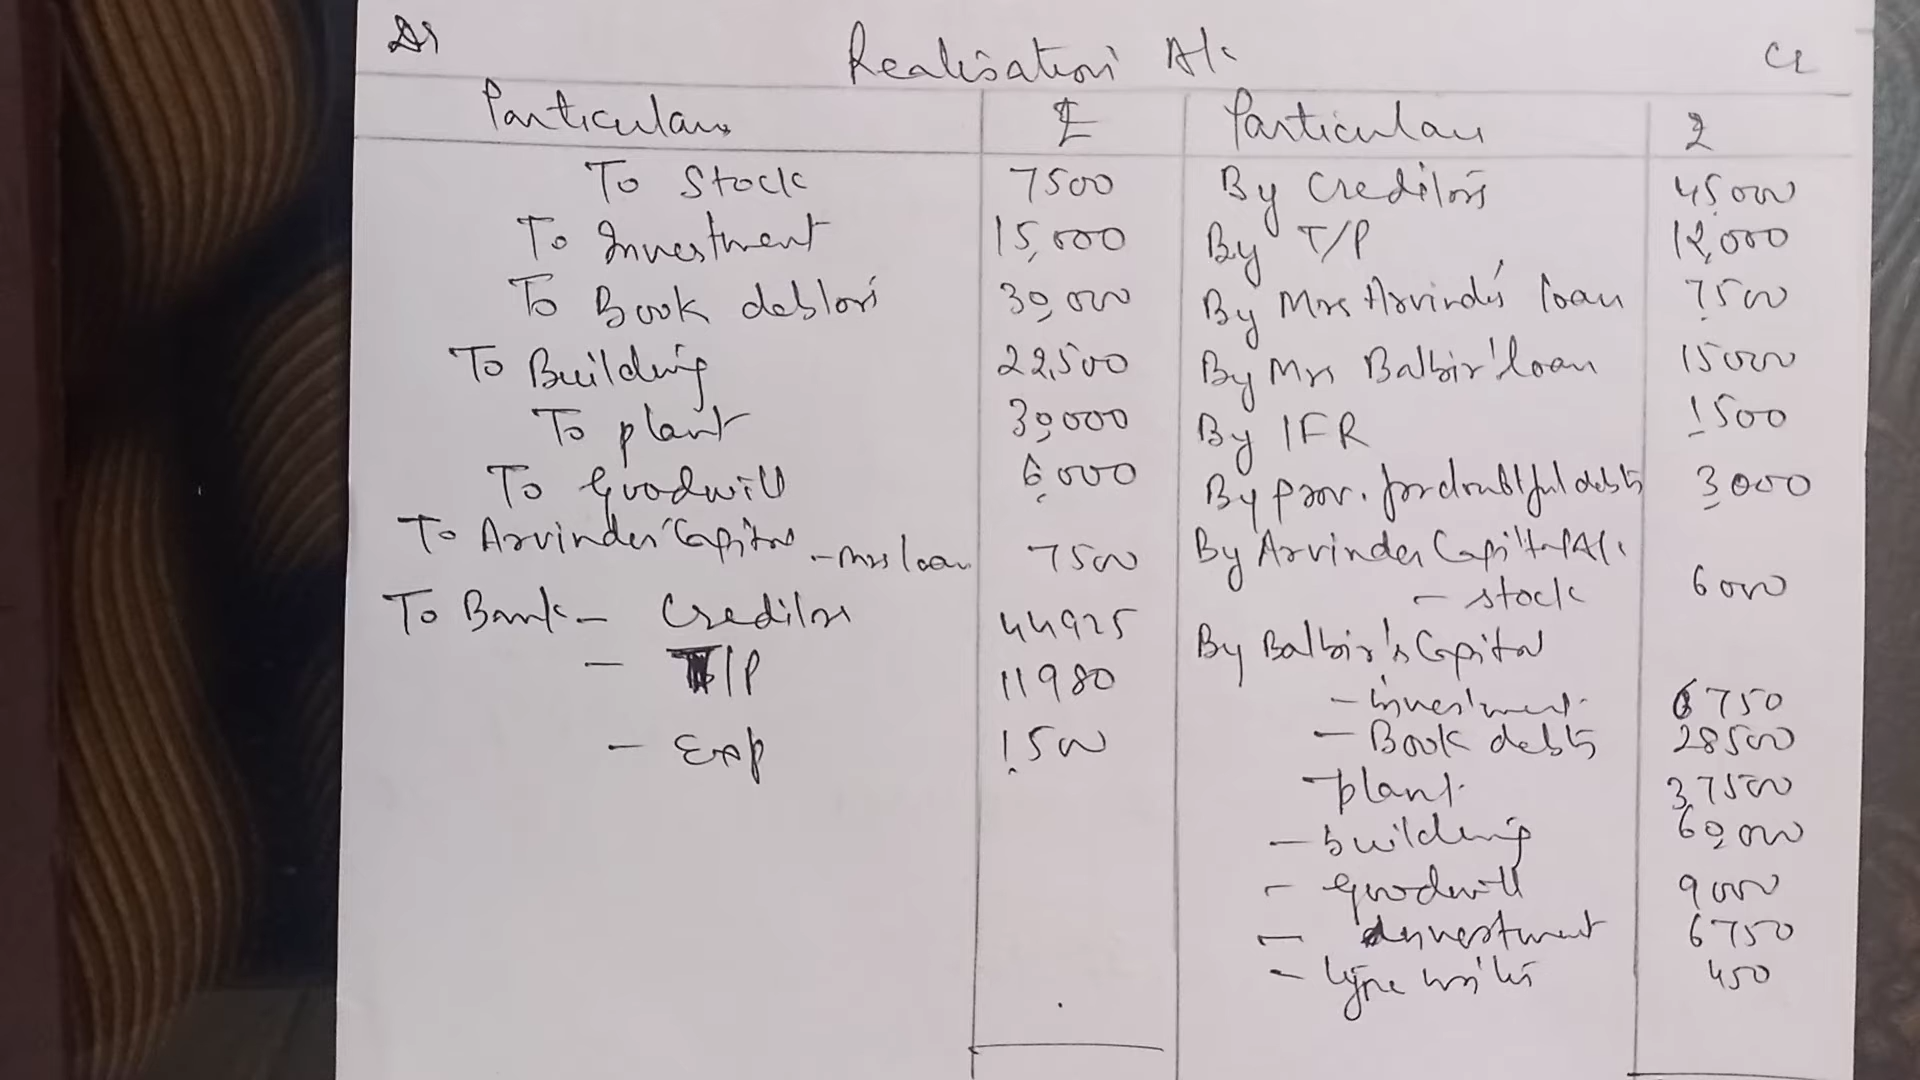 Dr Realisation A/c Cr
Particulars ₹ Particulars ₹
To Stock 7500 By Creditors 45,000
To Investment 15,000 By T/P 12,000
To Book debtors 30,000 By Mrs Arvind's loan 7500
To Building 22,500 By Mrs Balbir' loan 15000
To plant 30,000 By IFR 1500
To Goodwill 6,000 By prov. for doubtful debts 3000
To Arvinder Capital - Mrs loan 7500 By Arvinder Capital A/c
- stock 6000
To Bank - Creditors 44925 By Balbir's Capital
- T/P 11980 - investment 6750
- Exp 1500 - Book debts 28500
- plant 37500
- building 60,000
- goodwill 9000
- investment 6750
- 450